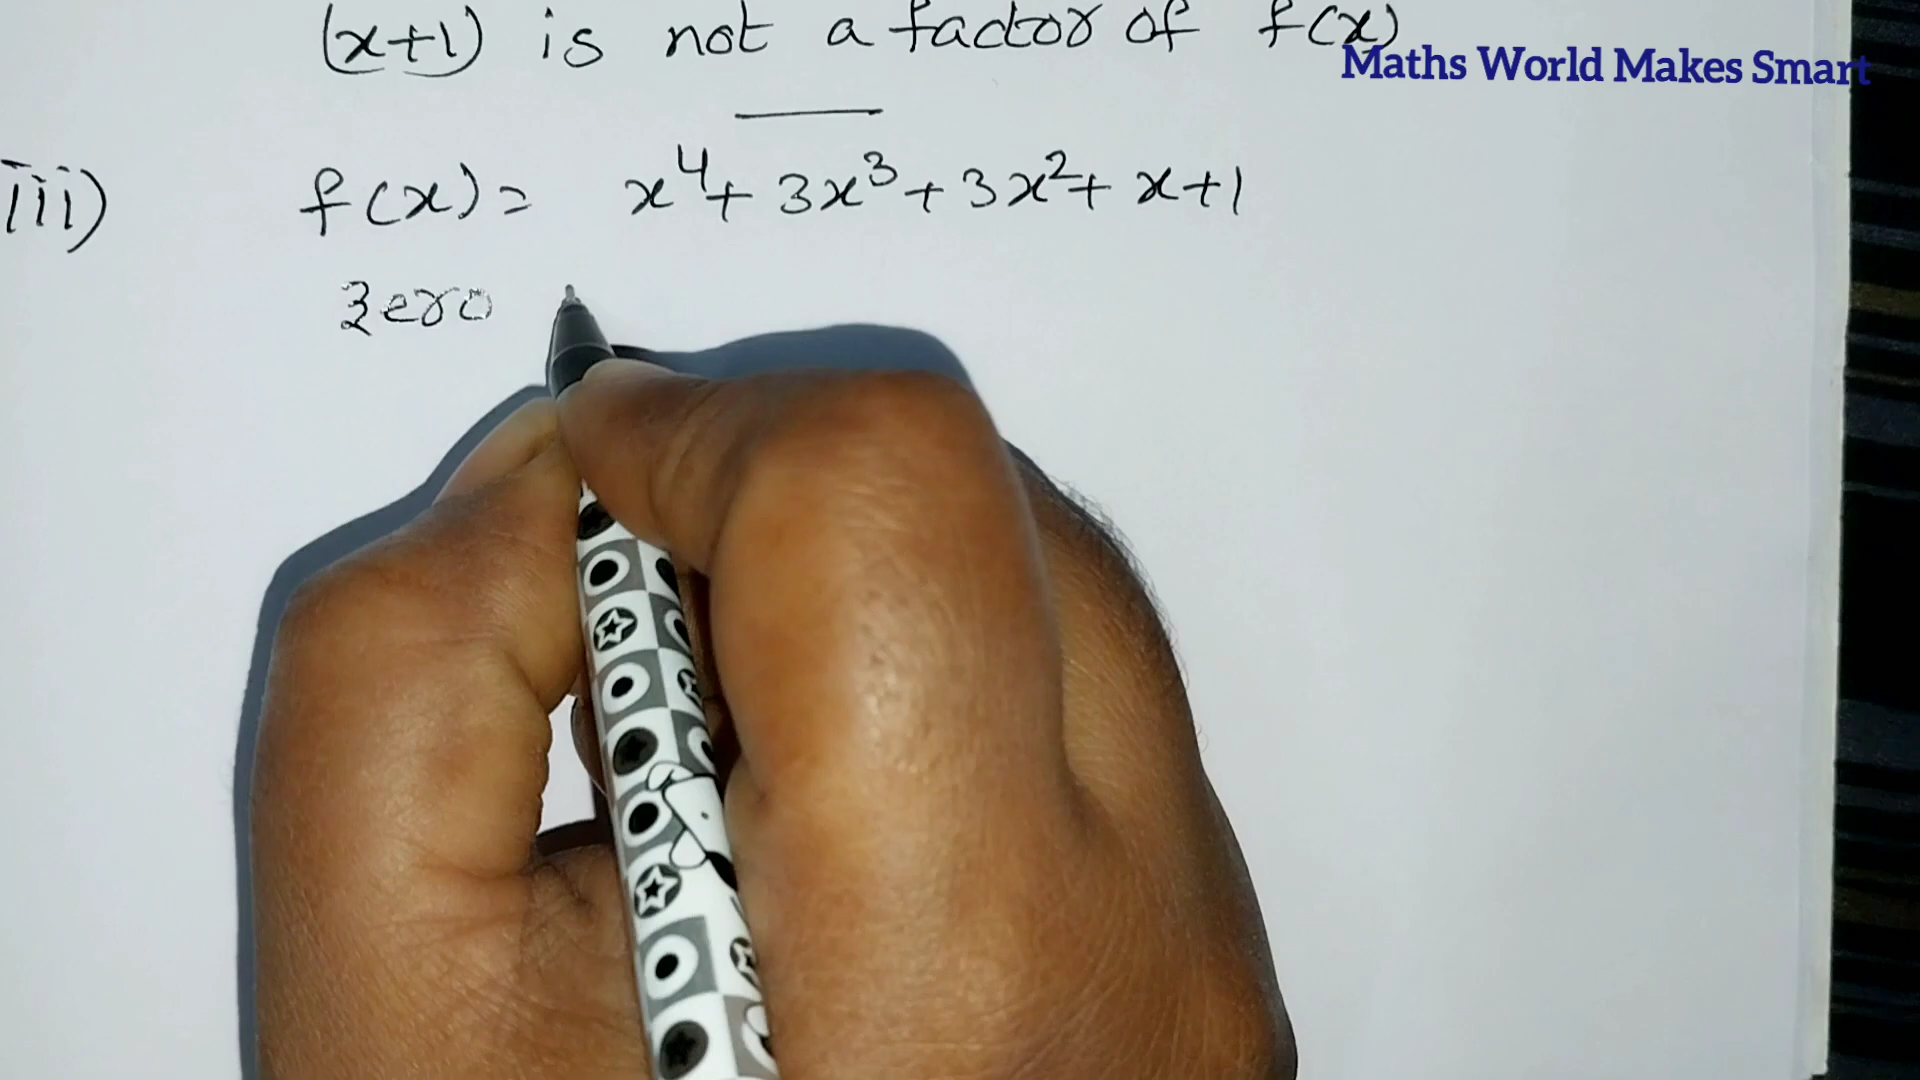 (x+1) is not a factor of f(x)
Maths World Makes Smart
iii) f(x) = x⁴ + 3x³ + 3x² + x + 1
zero